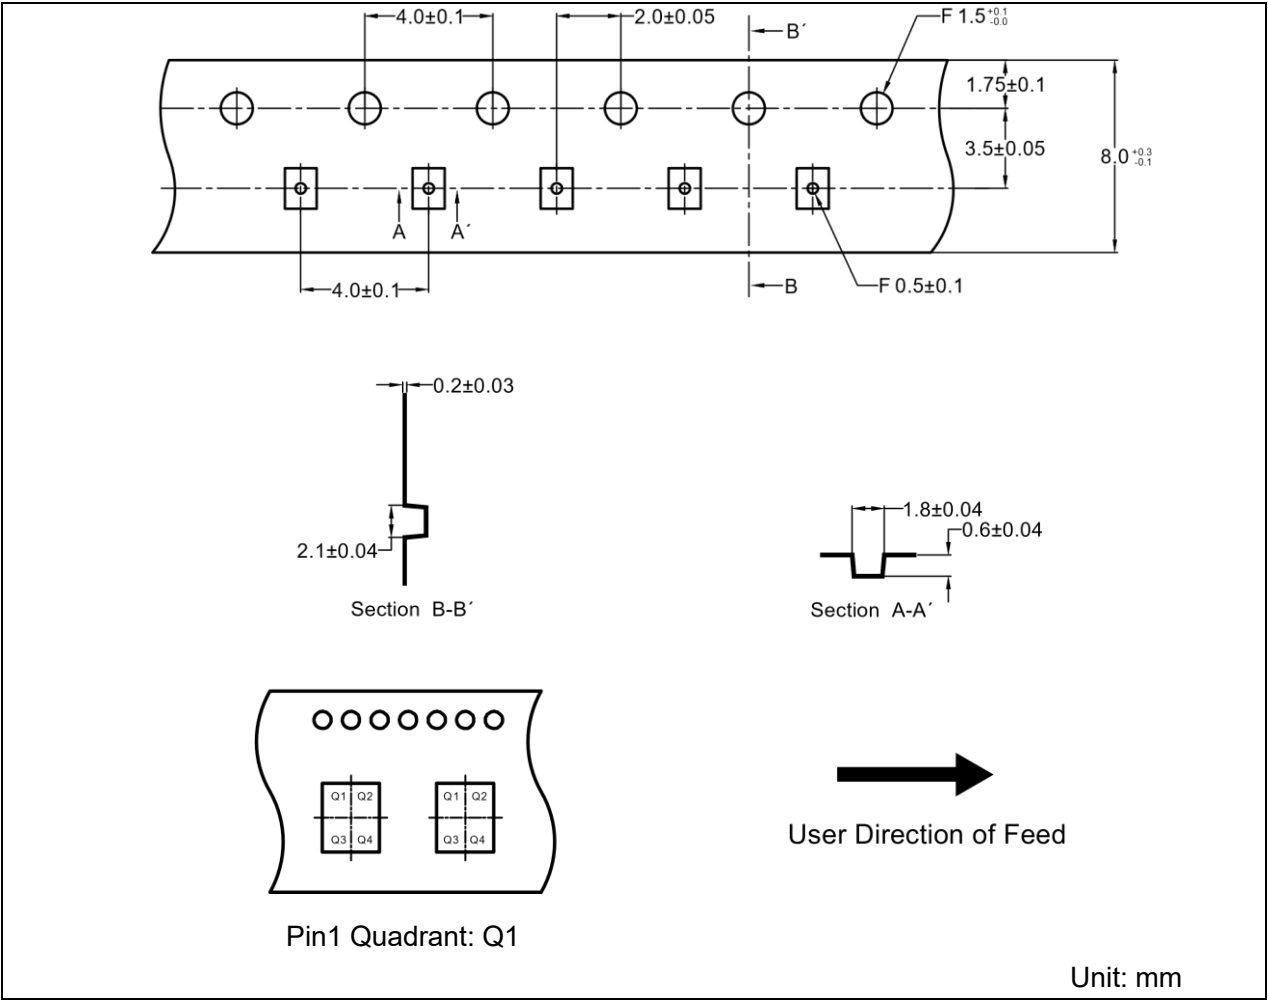 4.0±0.1
2.0±0.05
B´
F 1.5 +0.1 -0.0
1.75±0.1
3.5±0.05
8.0 +0.3 -0.1
A
A´
4.0±0.1
B
F 0.5±0.1
0.2±0.03
2.1±0.04
Section B-B´
1.8±0.04
0.6±0.04
Section A-A´
Q1 Q2
Q3 Q4
Q1 Q2
Q3 Q4
User Direction of Feed
Pin1 Quadrant: Q1
Unit: mm